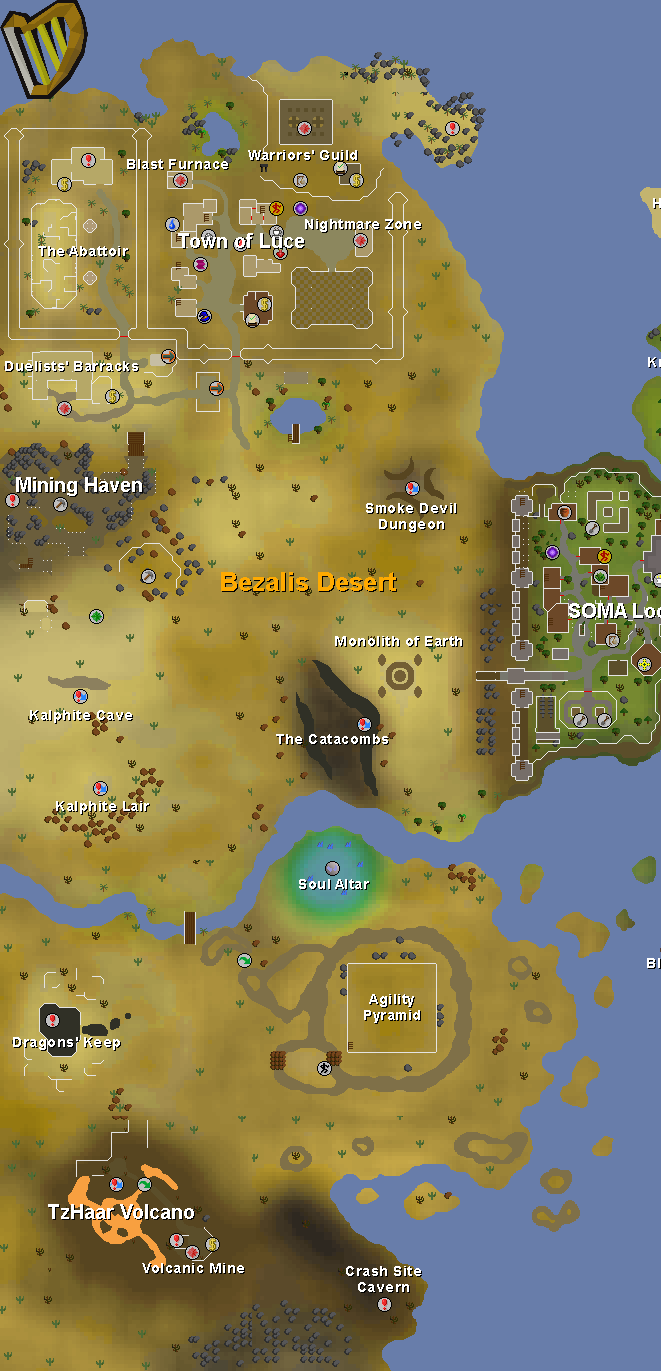 Warriors' Guild
Blast Furnace
Nightmare Zone
Town of Luce
The Abattoir
Duelists' Barracks
Mining Haven
Smoke Devil
Dungeon
Bezalis Desert
SOMA
Monolith of Earth
Kalphite Cave
The Catacombs
Kalphite Lair
Soul Altar
Agility
Pyramid
Dragons' Keep
TzHaar Volcano
Volcanic Mine
Crash Site
Cavern